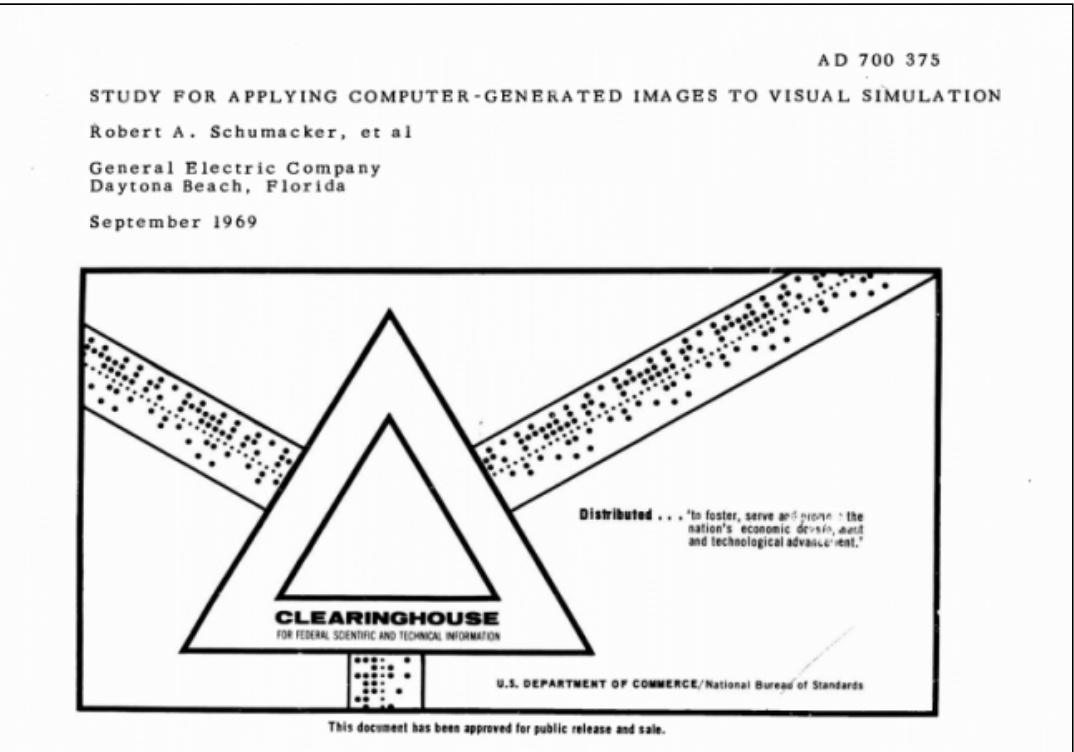 AD 700 375
STUDY FOR APPLYING COMPUTER-GENERATED IMAGES TO VISUAL SIMULATION
Robert A. Schumacker, et al
General Electric Company
Daytona Beach, Florida
September 1969
Distributed . . . 'to foster, serve and the
nation's economic
and technological advancement.'
CLEARINGHOUSE
FOR FEDERAL SCIENTIFIC AND TECHNICAL INFORMATION
U.S. DEPARTMENT OF COMMERCE/National Bureau of Standards
This document has been approved for public release and sale.